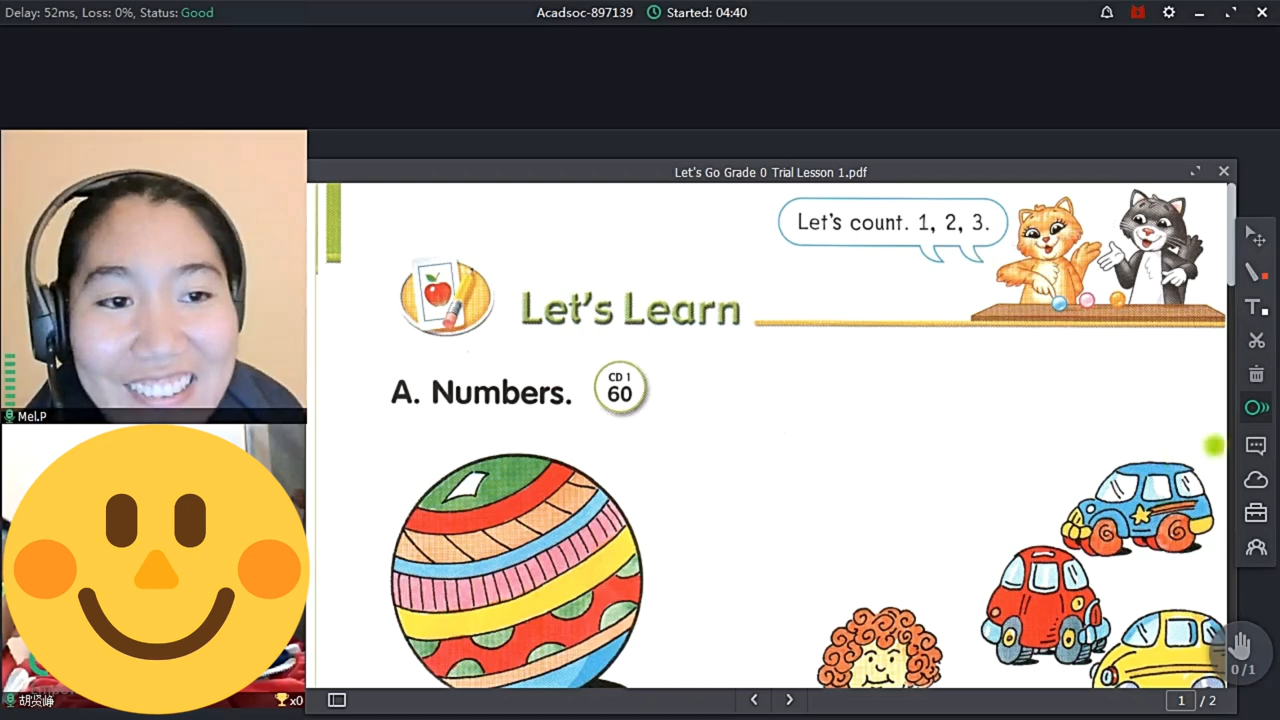 Delay: 52ms, Loss: 0%, Status: Good
Acadsoc-897139
Started: 04:40
Let's Go Grade 0 Trial Lesson 1.pdf
Let's count. 1, 2, 3.
Let's Learn
A. Numbers.
CD 1
60
Mel.P
胡贤峥
x0
1 / 2
0/1